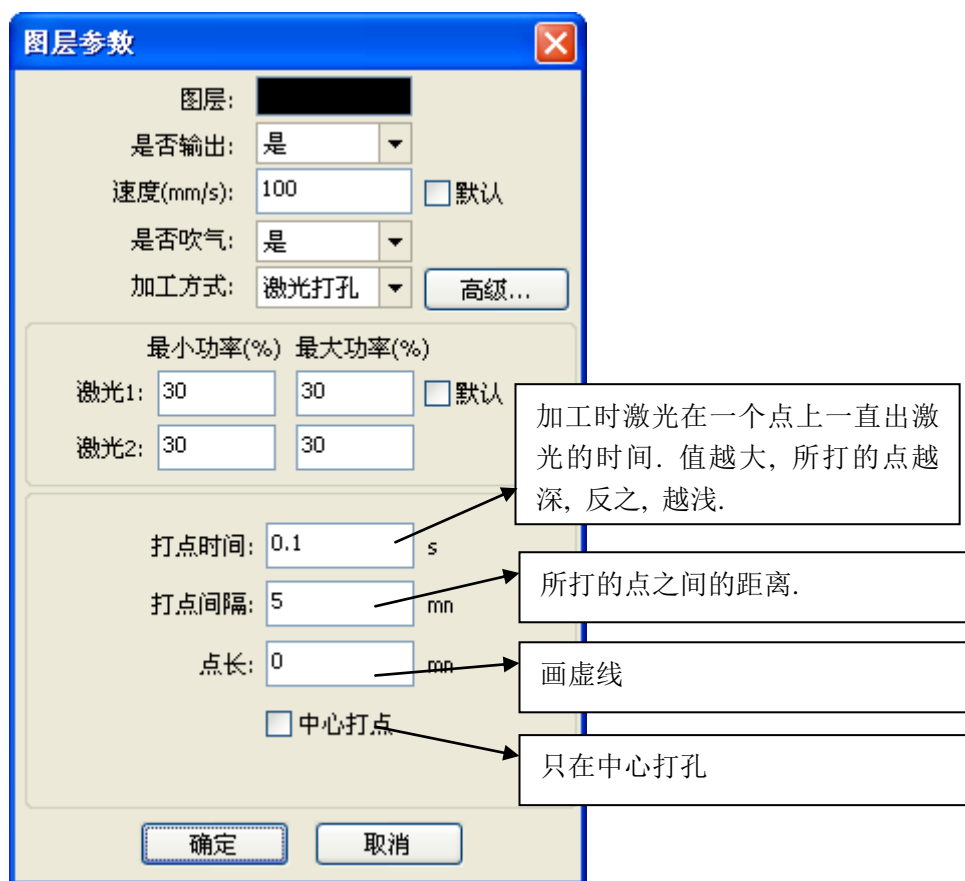 图层参数
图层:
是否输出: 是
速度(mm/s): 100 默认
是否吹气: 是
加工方式: 激光打孔 高级...
最小功率(%) 最大功率(%)
激光1: 30 30 默认
激光2: 30 30
加工时激光在一个点上一直出激
光的时间. 值越大, 所打的点越
深, 反之, 越浅.
打点时间: 0.1 s
所打的点之间的距离.
打点间隔: 5 mn
点长: 0 mn
画虚线
中心打点
只在中心打孔
确定 取消